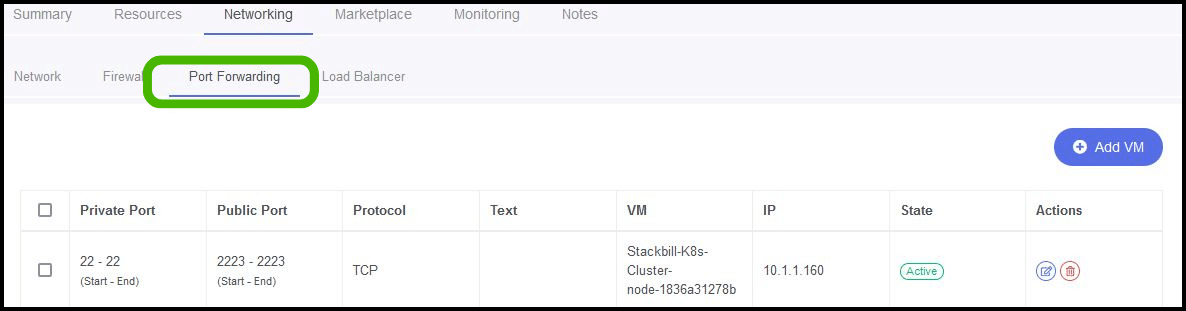 Summary Resources Networking Marketplace Monitoring Notes
Network Firewal Port Forwarding Load Balancer
Add VM
Private Port Public Port Protocol Text VM IP State Actions
22 - 22
(Start - End)
2223 - 2223
(Start - End)
TCP
Stackbill-K8s-
Cluster-
node-1836a31278b
10.1.1.160
Active